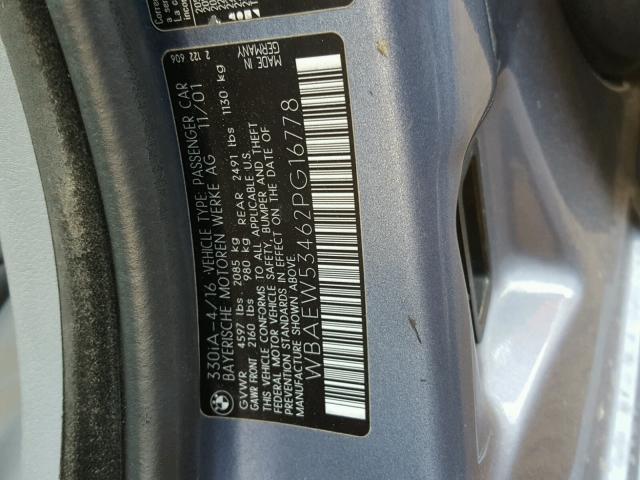 330IA-4/16 VEHICLE TYPE: PASSENGER CAR
BAYERISCHE MOTOREN WERKE AG 11/01
GVWR 4597 lbs 2085 kg REAR 2491 lbs 1130 kg
GAWR FRONT 2160 lbs 980 kg
THIS VEHICLE CONFORMS TO ALL APPLICABLE U.S.
FEDERAL MOTOR VEHICLE SAFETY, BUMPER AND THEFT
PREVENTION STANDARDS IN EFFECT ON THE DATE OF
MANUFACTURE SHOWN ABOVE.
WBAEW53462PG16778
2 122 606
MADE IN
GERMANY